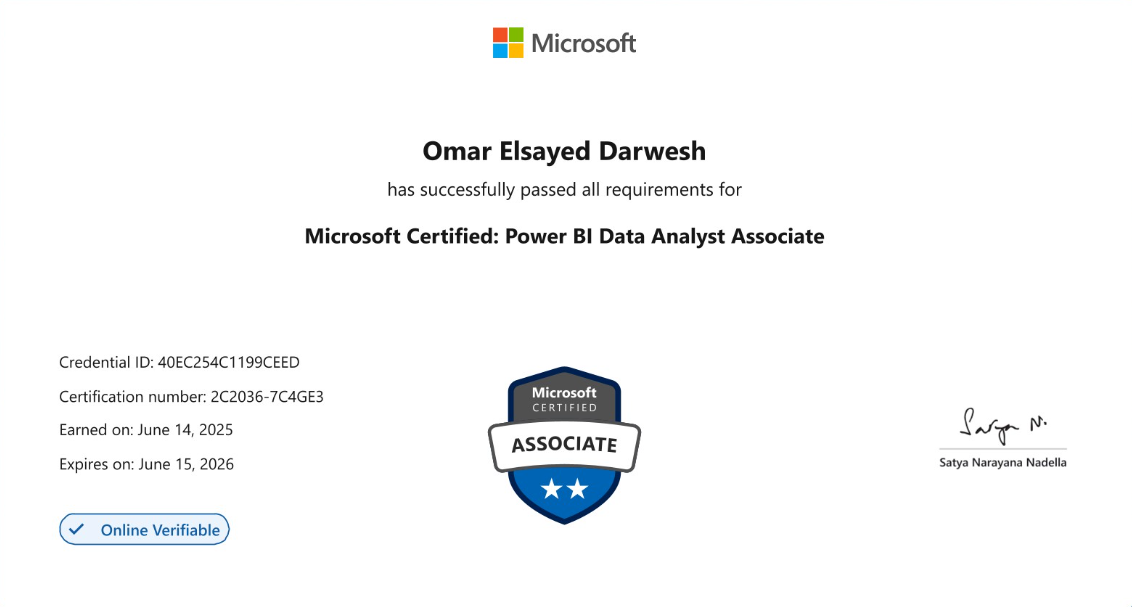 Microsoft
Omar Elsayed Darwesh
has successfully passed all requirements for
Microsoft Certified: Power BI Data Analyst Associate
Credential ID: 40EC254C1199CEED
Certification number: 2C2036-7C4GE3
Earned on: June 14, 2025
Expires on: June 15, 2026
Online Verifiable
Microsoft
CERTIFIED
ASSOCIATE
Satya N.
Satya Narayana Nadella